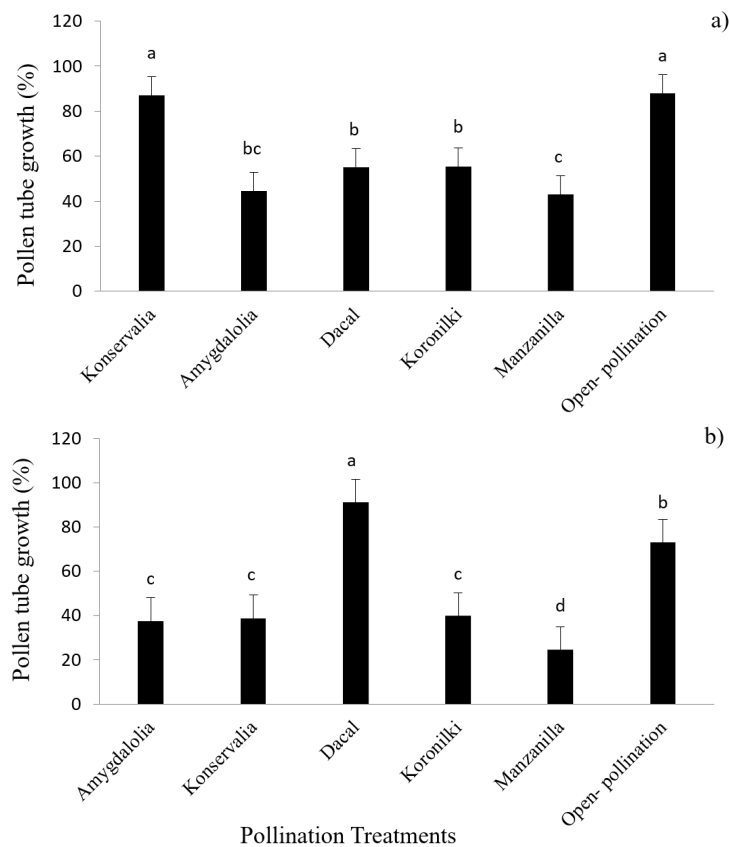 a)
Pollen tube growth (%)
120
100
80
60
40
20
0
a
bc
b
b
c
a
Konservalia
Amygdalolia
Dacal
Koronilki
Manzanilla
Open- pollination
b)
Pollen tube growth (%)
120
100
80
60
40
20
0
c
c
a
c
d
b
Amygdalolia
Konservalia
Dacal
Koronilki
Manzanilla
Open- pollination
Pollination Treatments